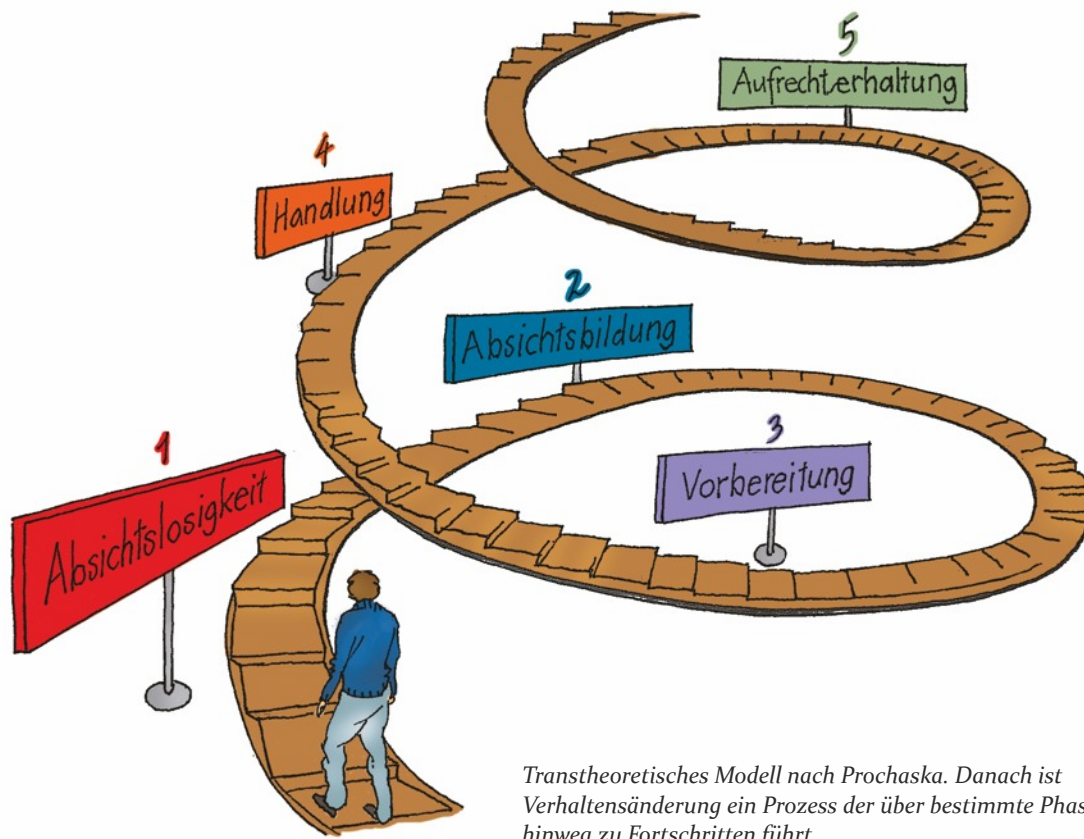 5
Aufrechterhaltung
4
Handlung
2
Absichtsbildung
1
Absichtslosigkeit
3
Vorbereitung
Transtheoretisches Modell nach Prochaska. Danach ist
Verhaltensänderung ein Prozess der über bestimmte Phas
hinweg zu Fortschritten führt